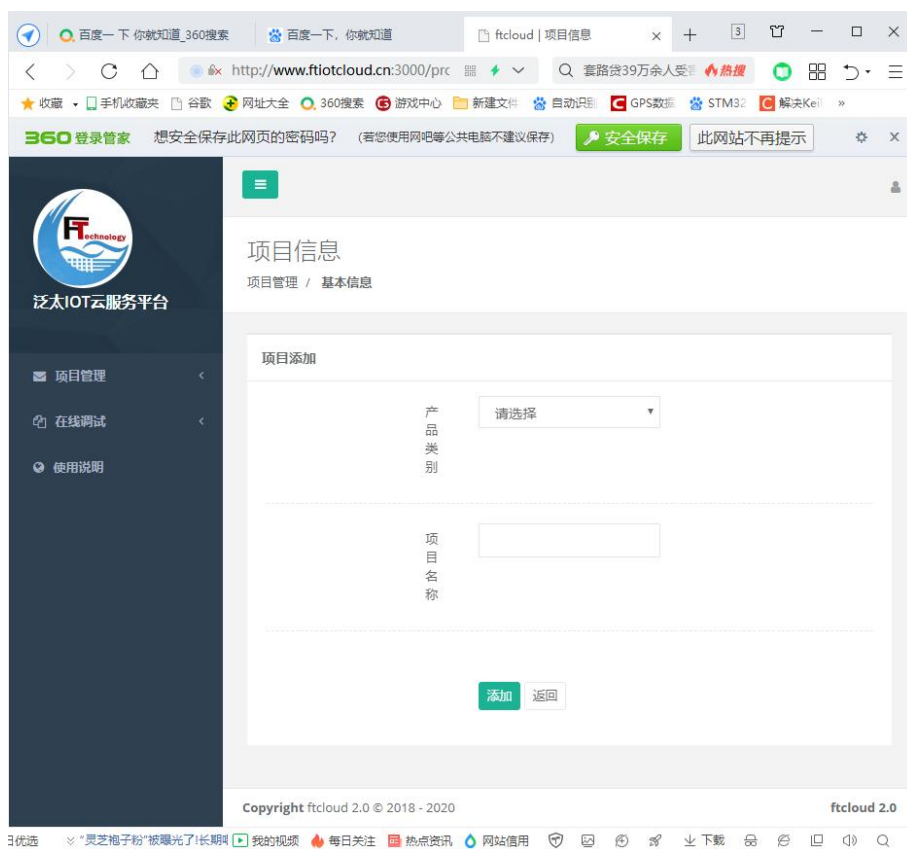 百度一 下 你就知道_360搜索
百度一下，你就知道
ftcloud | 项目信息
3
http://www.ftiotcloud.cn:3000/pro
套路贷39万余人受害
热搜
收藏
手机收藏夹
谷歌
网址大全
360搜索
游戏中心
新建文件
自动识别
GPS数据
STM32
解决Keil
»
360 登录管家
想安全保存此网页的密码吗？
(若您使用网吧等公共电脑不建议保存)
安全保存
此网站不再提示
FTechnology
泛太IOT云服务平台
项目管理
在线调试
使用说明
项目信息
项目管理 / 基本信息
项目添加
产
品
类
别
请选择
项
目
名
称
添加
返回
Copyright ftcloud 2.0 © 2018 - 2020
ftcloud 2.0
日优选
“灵芝袍子粉”被曝光了!长期
我的视频
每日关注
热点资讯
网站信用
下载